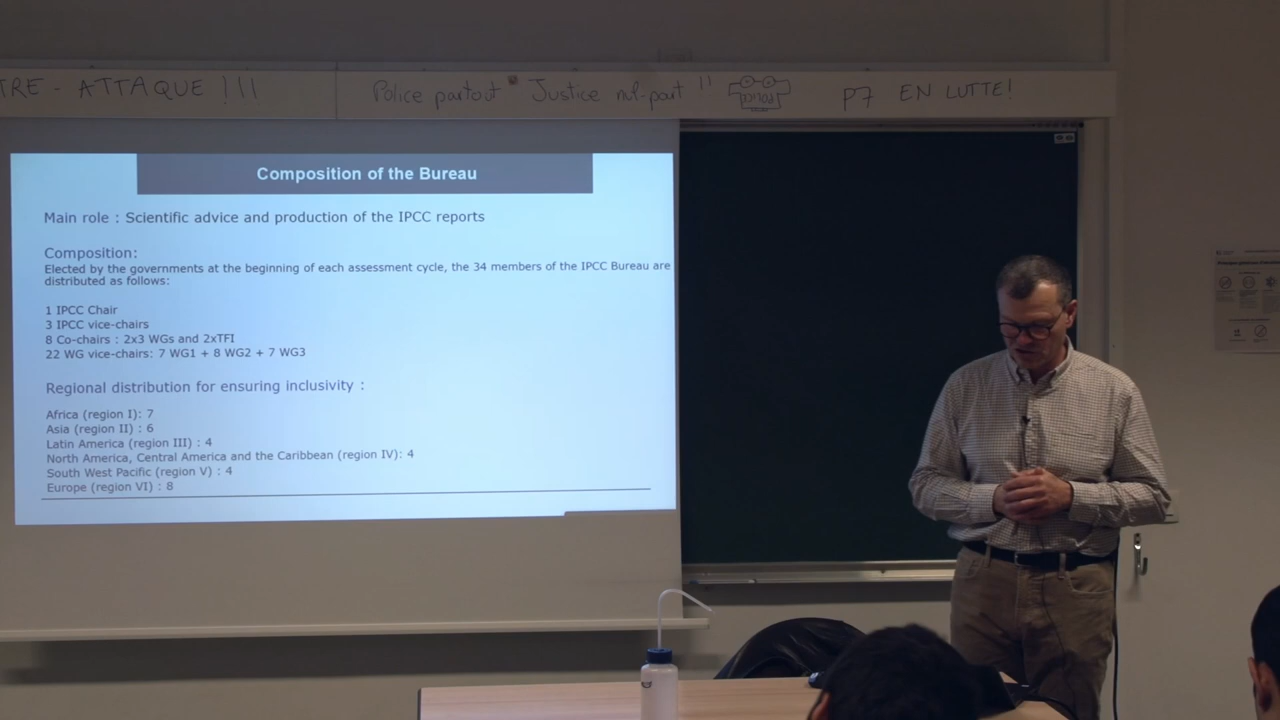 TRE - ATTAQUE !!!
Police partout Justice nul-part !!
POLICE
P7 EN LUTTE!
Composition of the Bureau
Main role : Scientific advice and production of the IPCC reports
Composition:
Elected by the governments at the beginning of each assessment cycle, the 34 members of the IPCC Bureau are
distributed as follows:
1 IPCC Chair
3 IPCC vice-chairs
8 Co-chairs : 2x3 WGs and 2xTFI
22 WG vice-chairs: 7 WG1 + 8 WG2 + 7 WG3
Regional distribution for ensuring inclusivity :
Africa (region I): 7
Asia (region II) : 6
Latin America (region III) : 4
North America, Central America and the Caribbean (region IV): 4
South West Pacific (region V) : 4
Europe (region VI) : 8